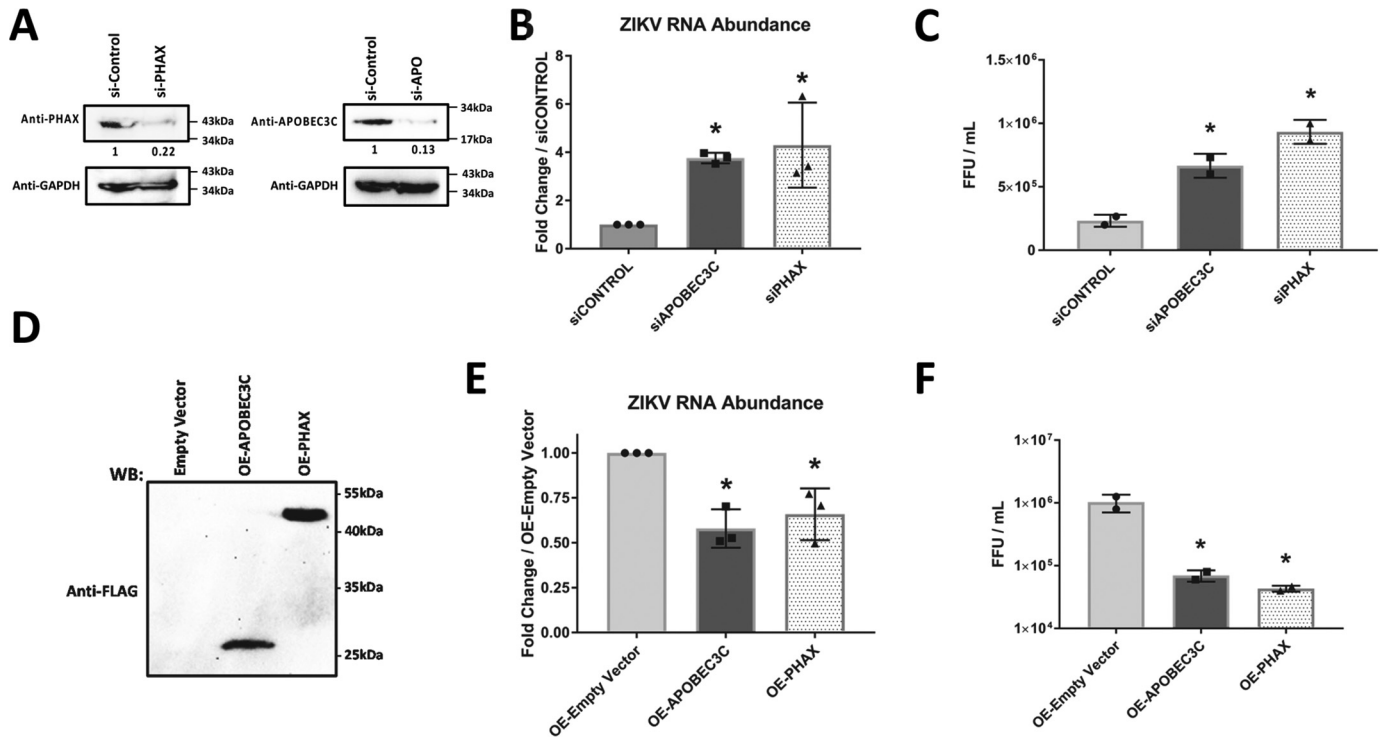 A
si-Control
si-PHAX
Anti-PHAX
43kDa
34kDa
1
0.22
Anti-GAPDH
43kDa
34kDa
si-Control
si-APO
Anti-APOBEC3C
34kDa
17kDa
1
0.13
Anti-GAPDH
43kDa
34kDa
B
ZIKV RNA Abundance
Fold Change / siCONTROL
8
6
4
2
0
*
*
siCONTROL
siAPOBEC3C
siPHAX
C
FFU / mL
1.5×10⁶
1×10⁶
5×10⁵
0
*
*
siCONTROL
siAPOBEC3C
siPHAX
D
Empty Vector
OE-APOBEC3C
OE-PHAX
WB:
Anti-FLAG
55kDa
40kDa
35kDa
25kDa
E
ZIKV RNA Abundance
Fold Change / OE-Empty Vector
1.00
0.75
0.50
0.25
0.00
*
*
OE-Empty Vector
OE-APOBEC3C
OE-PHAX
F
FFU / mL
1×10⁷
1×10⁶
1×10⁵
1×10⁴
*
*
OE-Empty Vector
OE-APOBEC3C
OE-PHAX